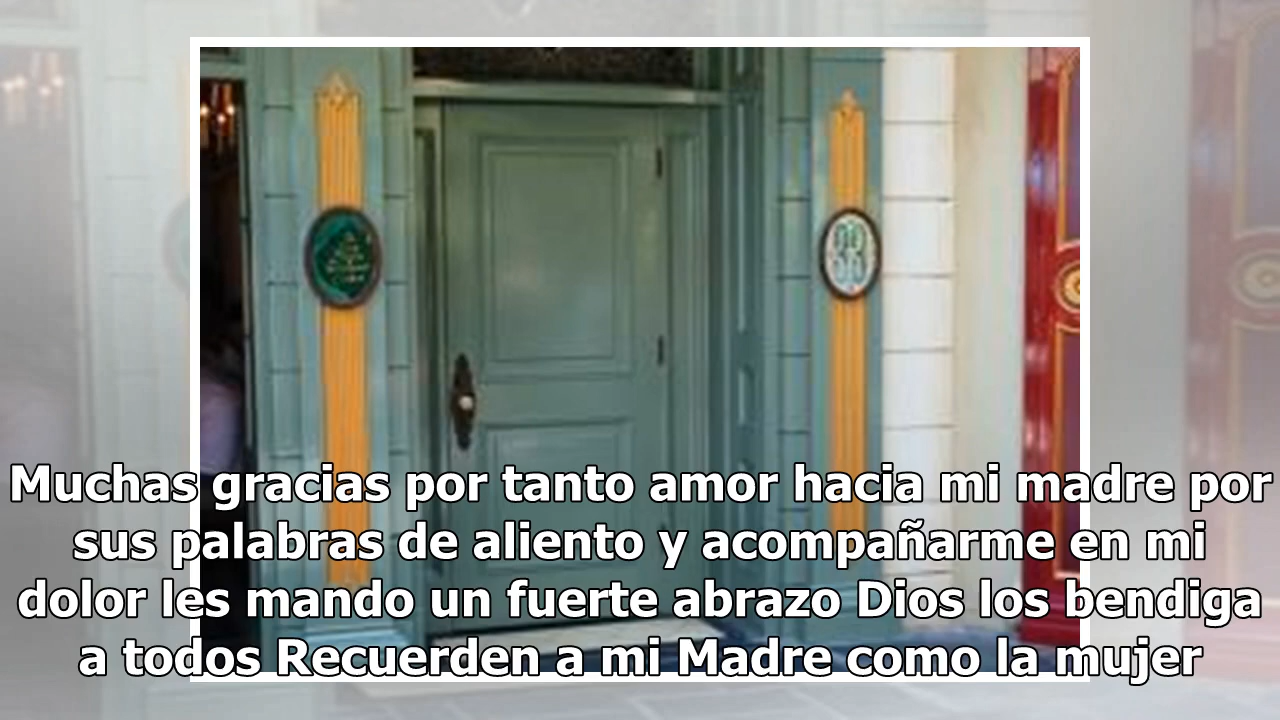 33
Muchas gracias por tanto amor hacia mi madre por
sus palabras de aliento y acompañarme en mi
dolor les mando un fuerte abrazo Dios los bendiga
a todos Recuerden a mi Madre como la mujer